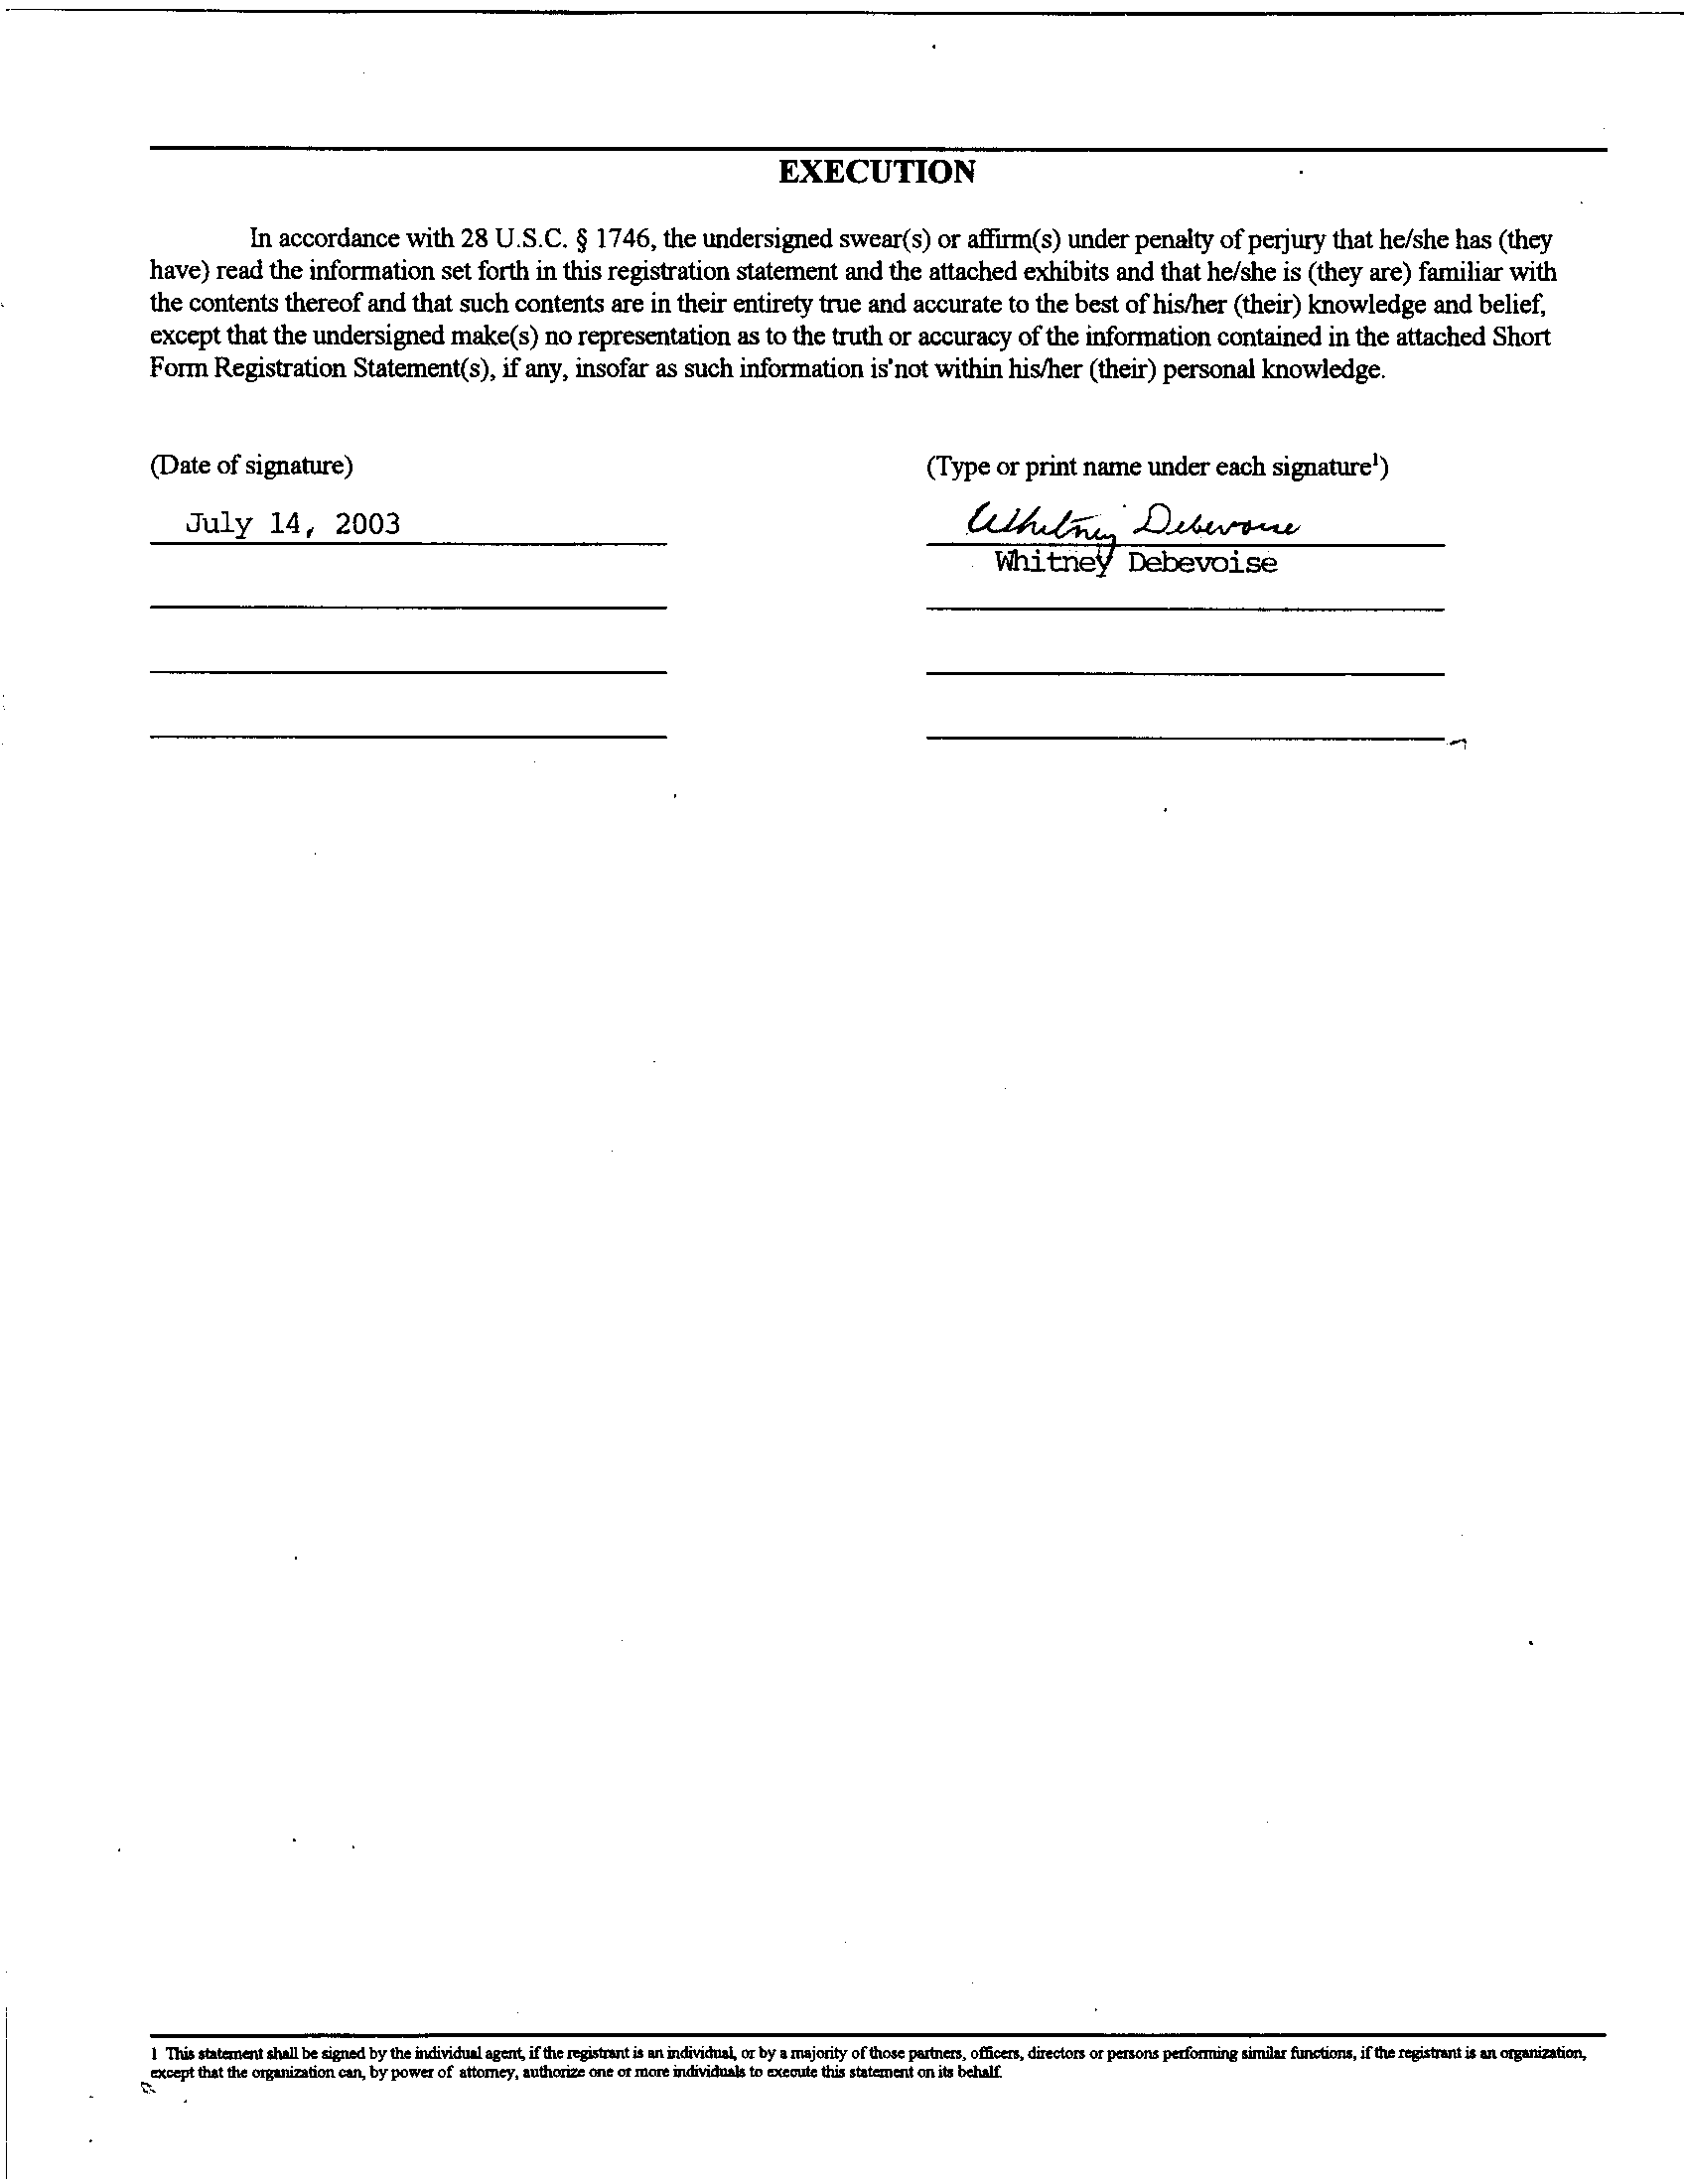 EXECUTION
In accordance with 28 U.S.C. § 1746, the undersigned swear(s) or affirm(s) under penalty of perjury that he/she has (they
have) read the information set forth in this registration statement and the attached exhibits and that he/she is (they are) familiar with
the contents thereof and that such contents are in their entirety true and accurate to the best of his/her (their) knowledge and belief,
except that the undersigned make(s) no representation as to the truth or accuracy of the information contained in the attached Short
Form Registration Statement(s), if any, insofar as such information is not within his/her (their) personal knowledge.
(Date of signature)
(Type or print name under each signature¹)
July 14, 2003
Whitney Debevoise
Whitney Debevoise
1 This statement shall be signed by the individual agent, if the registrant is an individual, or by a majority of those partners, officers, directors or persons performing similar functions, if the registrant is an organization,
except that the organization can, by power of attorney, authorize one or more individuals to execute this statement on its behalf.